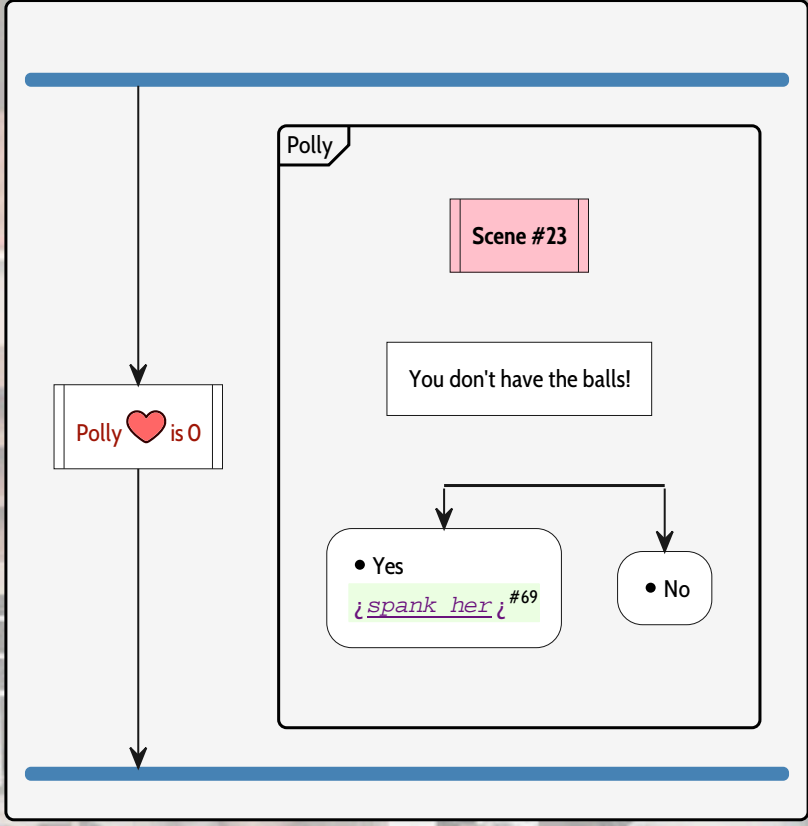 Polly
Scene #23
You don't have the balls!
Polly is 0
• Yes
¿spank her¿#69
• No